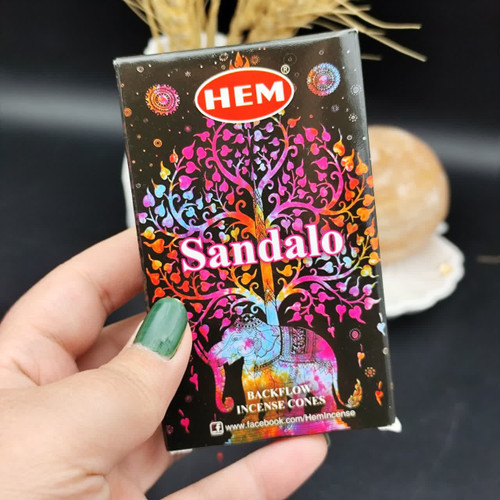 HEM
®
Sandalo
BACKFLOW
INCENSE CONES
f www.facebook.com/HemIncense